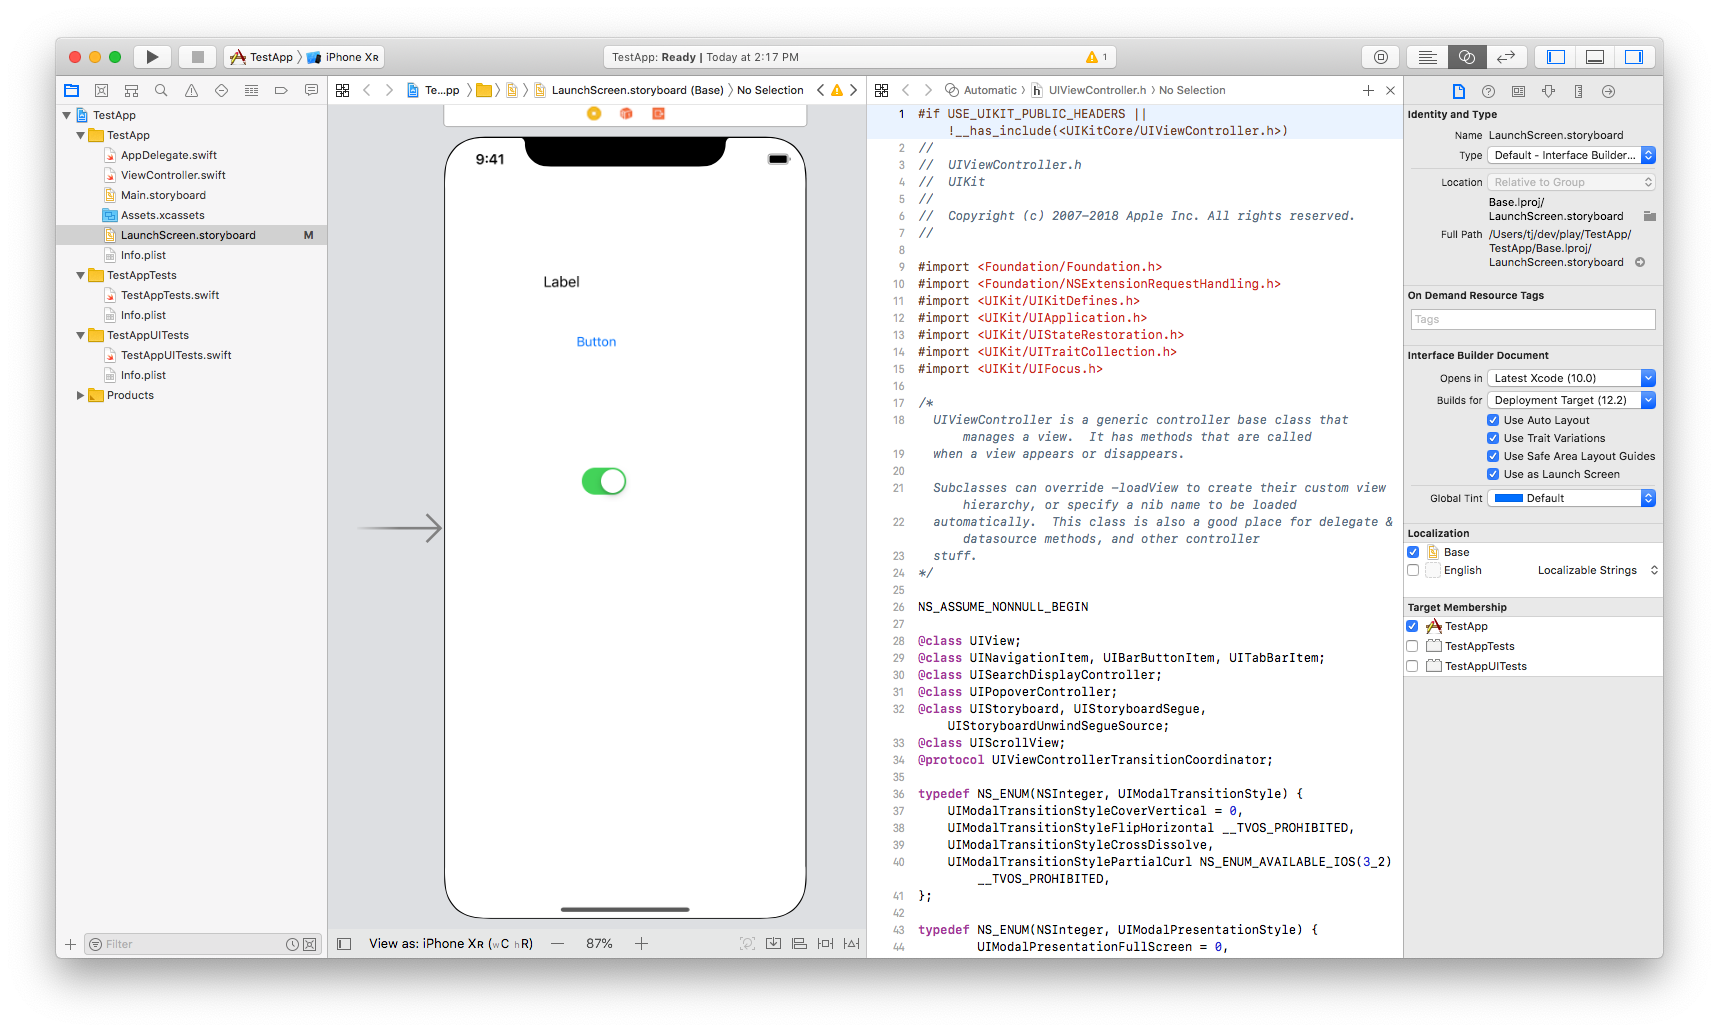 TestApp
iPhone XR
TestApp: Ready | Today at 2:17 PM
1
Te...pp
LaunchScreen.storyboard (Base)
No Selection
Automatic
UIViewController.h
No Selection
TestApp
TestApp
AppDelegate.swift
ViewController.swift
Main.storyboard
Assets.xcassets
LaunchScreen.storyboard M
Info.plist
TestAppTests
TestAppTests.swift
Info.plist
TestAppUITests
TestAppUITests.swift
Info.plist
Products
Filter
9:41
Label
Button
View as: iPhone XR (wC hR)
87%
1 #if USE_UIKIT_PUBLIC_HEADERS ||
!__has_include(<UIKitCore/UIViewController.h>)
2 //
3 // UIViewController.h
4 // UIKit
5 //
6 // Copyright (c) 2007-2018 Apple Inc. All rights reserved.
7 //
8
9 #import <Foundation/Foundation.h>
10 #import <Foundation/NSExtensionRequestHandling.h>
11 #import <UIKit/UIKitDefines.h>
12 #import <UIKit/UIApplication.h>
13 #import <UIKit/UIStateRestoration.h>
14 #import <UIKit/UITraitCollection.h>
15 #import <UIKit/UIFocus.h>
16
17 /*
18 UIViewController is a generic controller base class that
manages a view. It has methods that are called
19 when a view appears or disappears.
20
21 Subclasses can override -loadView to create their custom view
hierarchy, or specify a nib name to be loaded
22 automatically. This class is also a good place for delegate &
datasource methods, and other controller
23 stuff.
24 */
25
26 NS_ASSUME_NONNULL_BEGIN
27
28 @class UIView;
29 @class UINavigationItem, UIBarButtonItem, UITabBarItem;
30 @class UISearchDisplayController;
31 @class UIPopoverController;
32 @class UIStoryboard, UIStoryboardSegue,
UIStoryboardUnwindSegueSource;
33 @class UIScrollView;
34 @protocol UIViewControllerTransitionCoordinator;
35
36 typedef NS_ENUM(NSInteger, UIModalTransitionStyle) {
37 UIModalTransitionStyleCoverVertical = 0,
38 UIModalTransitionStyleFlipHorizontal __TVOS_PROHIBITED,
39 UIModalTransitionStyleCrossDissolve,
40 UIModalTransitionStylePartialCurl NS_ENUM_AVAILABLE_IOS(3_2)
__TVOS_PROHIBITED,
41 };
42
43 typedef NS_ENUM(NSInteger, UIModalPresentationStyle) {
44 UIModalPresentationFullScreen = 0,
Identity and Type
Name LaunchScreen.storyboard
Type Default - Interface Builder...
Location Relative to Group
Base.lproj/
LaunchScreen.storyboard
Full Path /Users/tj/dev/play/TestApp/
TestApp/Base.lproj/
LaunchScreen.storyboard
On Demand Resource Tags
Tags
Interface Builder Document
Opens in Latest Xcode (10.0)
Builds for Deployment Target (12.2)
Use Auto Layout
Use Trait Variations
Use Safe Area Layout Guides
Use as Launch Screen
Global Tint Default
Localization
Base
English Localizable Strings
Target Membership
TestApp
TestAppTests
TestAppUITests